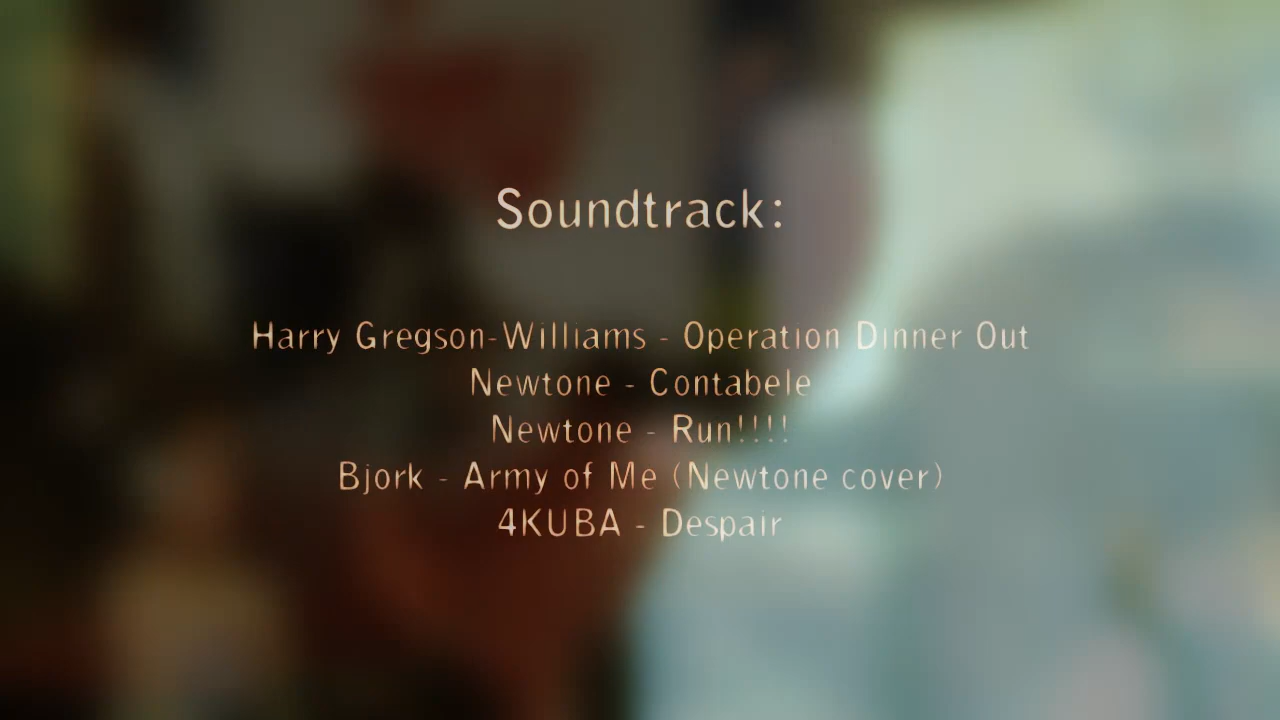 Soundtrack:
Harry Gregson-Williams - Operation Dinner Out
Newtone - Contabele
Newtone - Run!!!!
Bjork - Army of Me (Newtone cover)
4KUBA - Despair